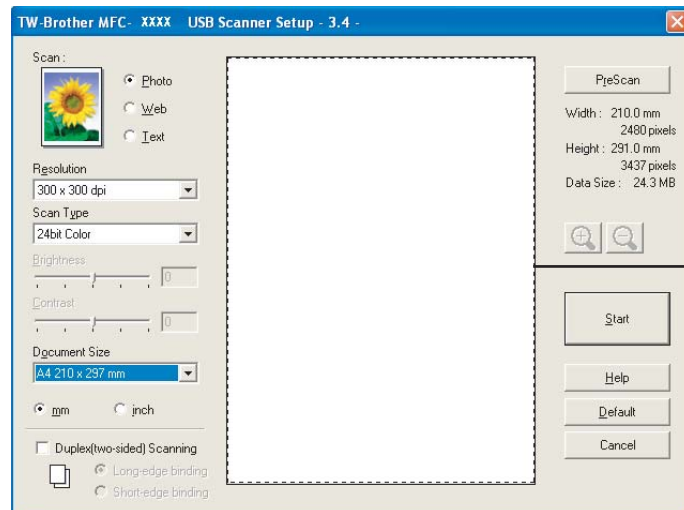 TW-Brother MFC- XXXX USB Scanner Setup - 3.4 -
Scan :
Photo
Web
Text
Resolution
300 x 300 dpi
Scan Type
24bit Color
Brightness
0
Contrast
0
Document Size
A4 210 x 297 mm
mm inch
Duplex(two-sided) Scanning
Long-edge binding
Short-edge binding
PreScan
Width : 210.0 mm
2480 pixels
Height : 291.0 mm
3437 pixels
Data Size : 24.3 MB
Start
Help
Default
Cancel